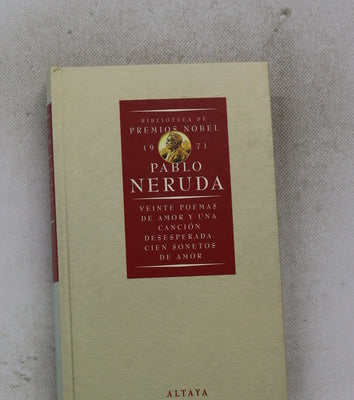 BIBLIOTECA DE
PREMIOS NOBEL
19 71
PABLO
NERUDA
VEINTE POEMAS
DE AMOR Y UNA
CANCIÓN
DESESPERADA.
CIEN SONETOS
DE AMOR
ALTAYA